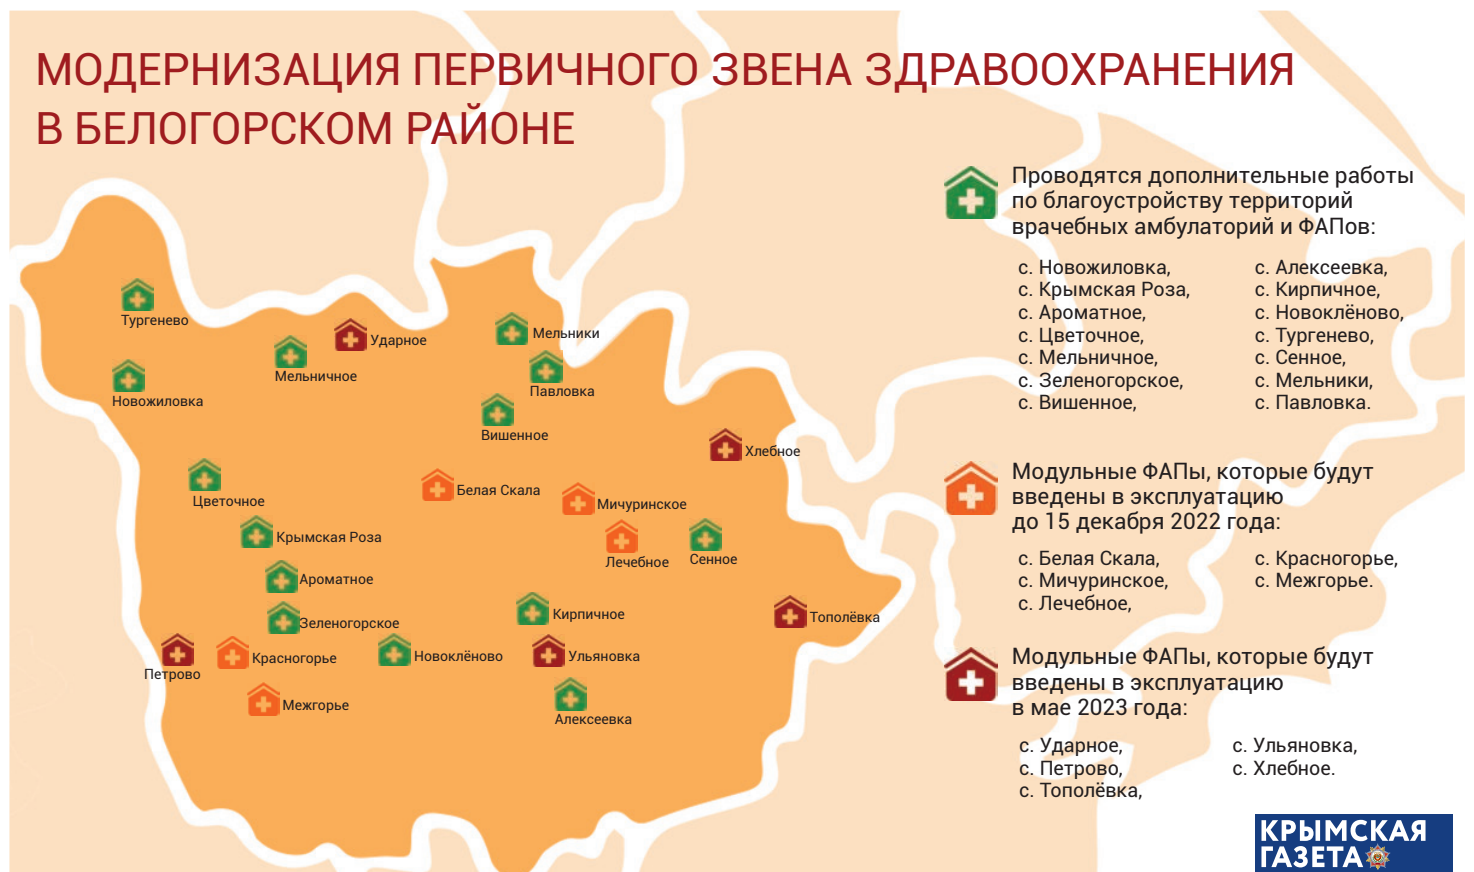 МОДЕРНИЗАЦИЯ ПЕРВИЧНОГО ЗВЕНА ЗДРАВООХРАНЕНИЯ
В БЕЛОГОРСКОМ РАЙОНЕ
Проводятся дополнительные работы
по благоустройству территорий
врачебных амбулаторий и ФАПов:
с. Новожиловка,
с. Крымская Роза,
с. Ароматное,
с. Цветочное,
с. Мельничное,
с. Зеленогорское,
с. Вишенное,
с. Алексеевка,
с. Кирпичное,
с. Новоклёново,
с. Тургенево,
с. Сенное,
с. Мельники,
с. Павловка.
Модульные ФАПы, которые будут
введены в эксплуатацию
до 15 декабря 2022 года:
с. Белая Скала,
с. Мичуринское,
с. Лечебное,
с. Красногорье,
с. Межгорье.
Модульные ФАПы, которые будут
введены в эксплуатацию
в мае 2023 года:
с. Ударное,
с. Петрово,
с. Тополёвка,
с. Ульяновка,
с. Хлебное.
Тургенево
Ударное
Мельники
Мельничное
Павловка
Новожиловка
Вишенное
Хлебное
Белая Скала
Цветочное
Мичуринское
Крымская Роза
Лечебное
Сенное
Ароматное
Кирпичное
Тополёвка
Зеленогорское
Петрово
Красногорье
Новоклёново
Ульяновка
Межгорье
Алексеевка
КРЫМСКАЯ
ГАЗЕТА